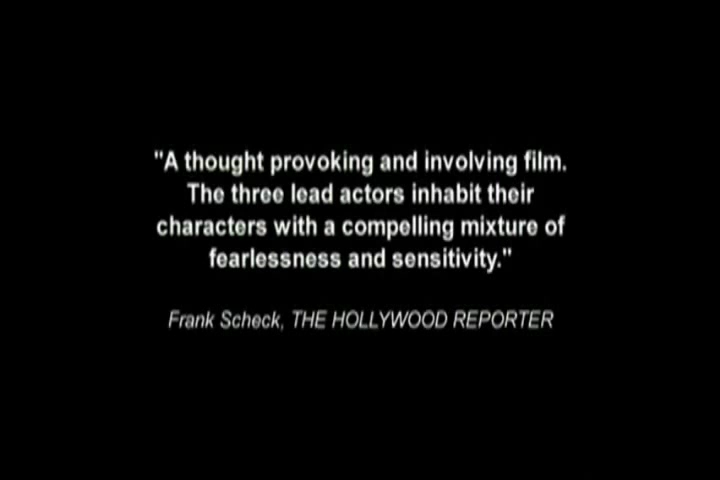 "A thought provoking and involving film.
The three lead actors inhabit their
characters with a compelling mixture of
fearlessness and sensitivity."
Frank Scheck, THE HOLLYWOOD REPORTER